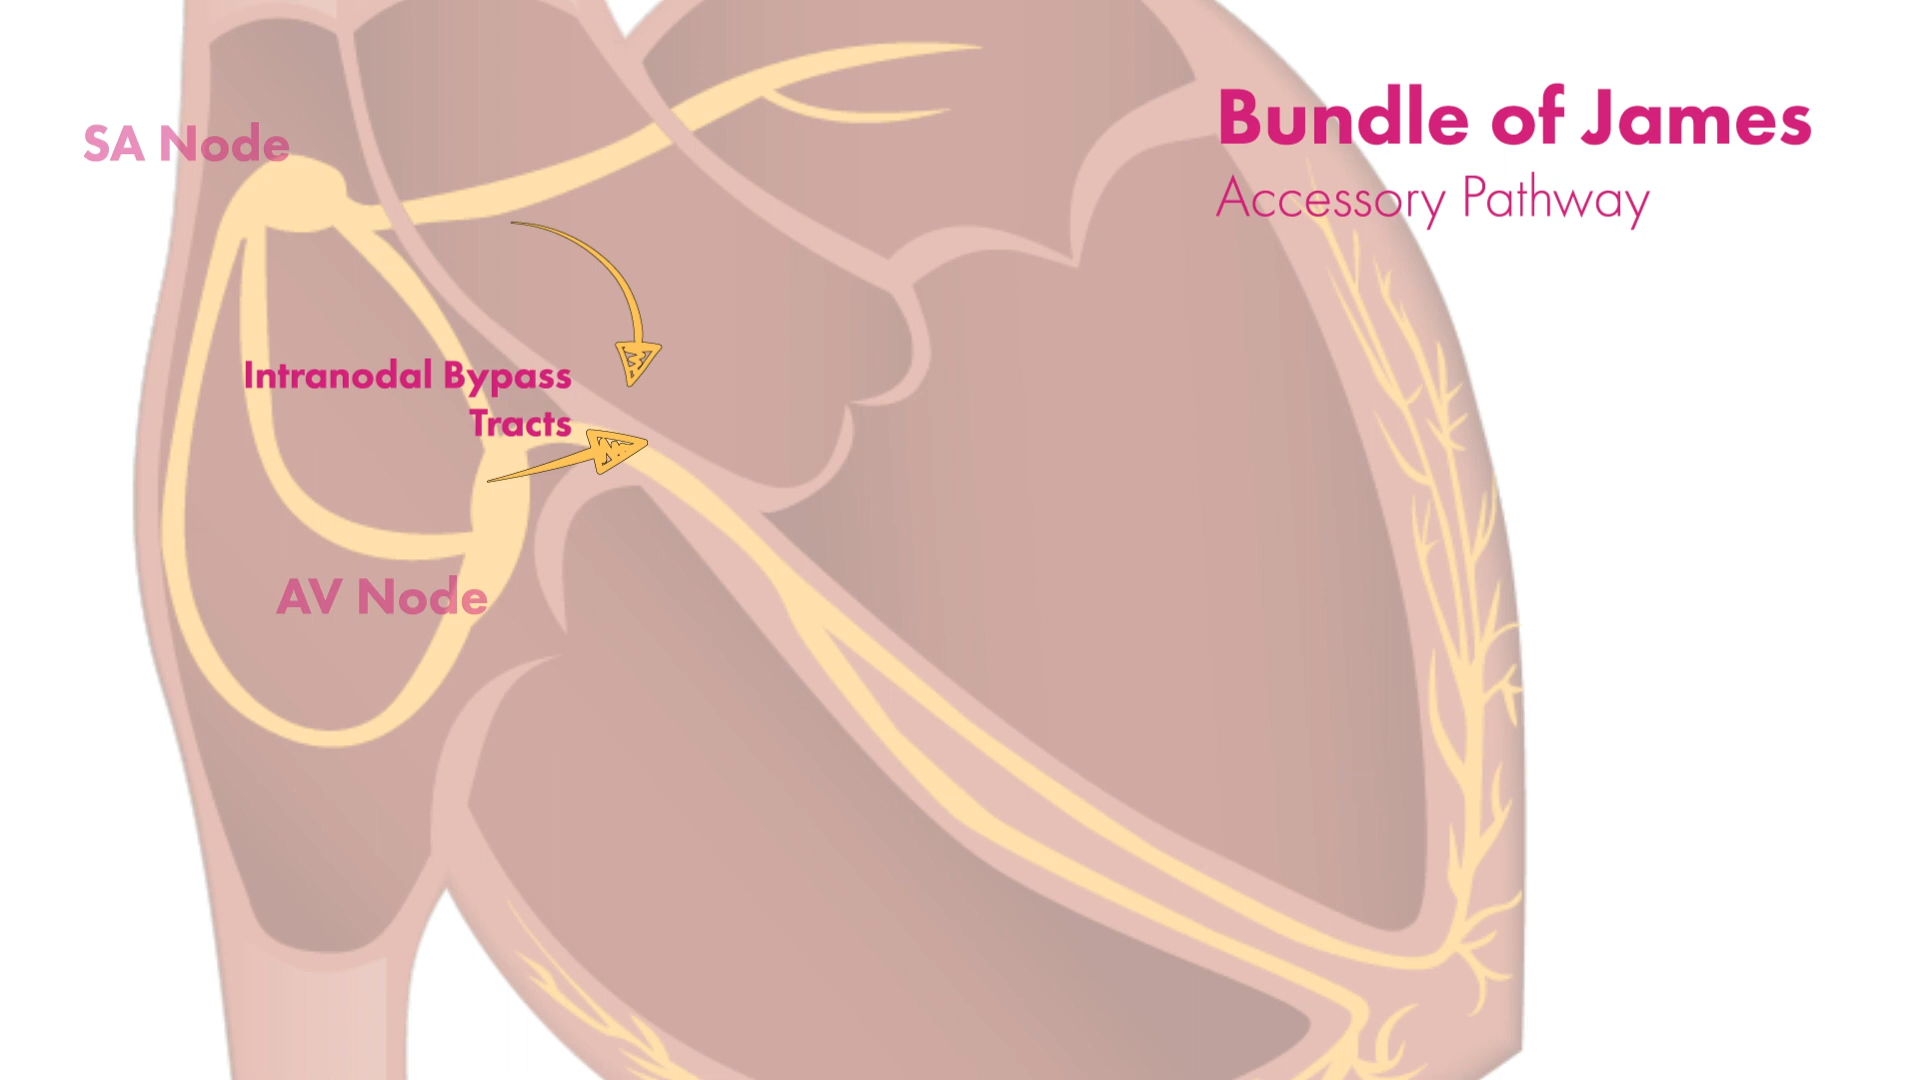 Bundle of James
Accessory Pathway
SA Node
Intranodal Bypass
Tracts
AV Node